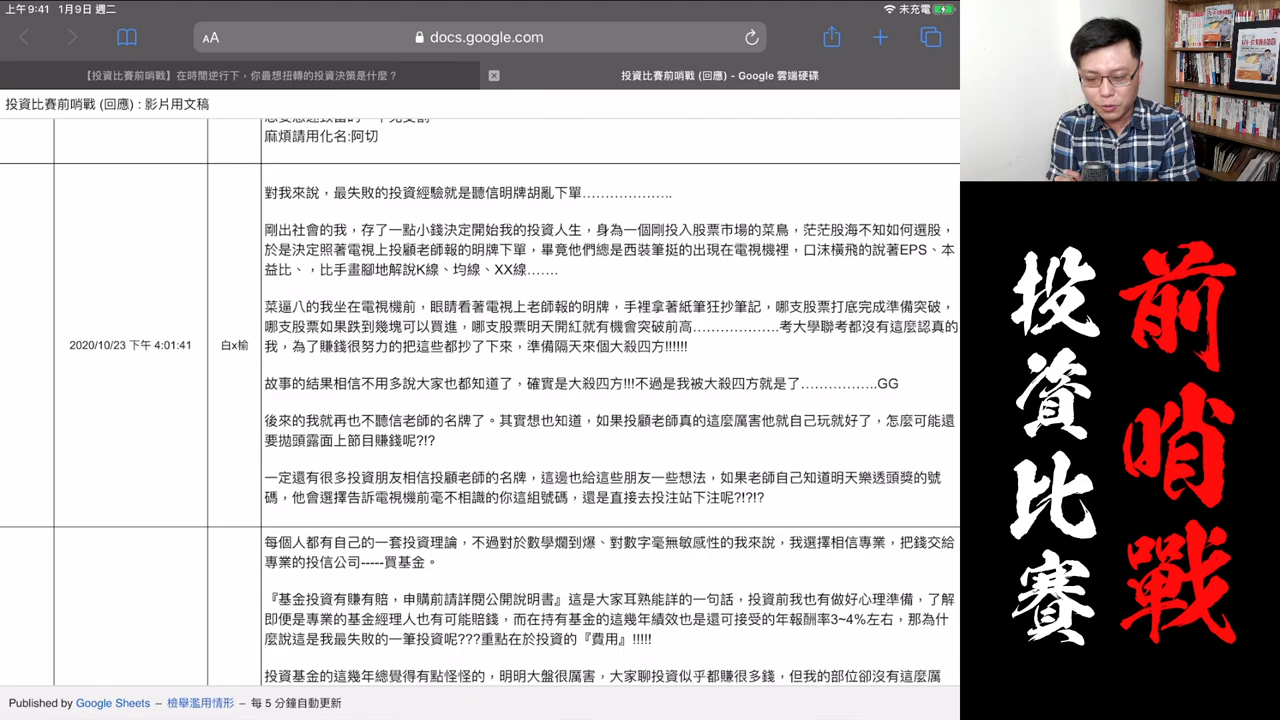 上午9:41 1月9日 週二
未充電
AA
docs.google.com
【投資比賽前哨戰】在時間逆行下，你最想扭轉的投資決策是什麼？
投資比賽前哨戰 (回應) - Google 雲端硬碟
投資比賽前哨戰 (回應) : 影片用文稿
麻煩請用化名:阿切
2020/10/23 下午 4:01:41
白x榆
對我來說，最失敗的投資經驗就是聽信明牌胡亂下單………………..
剛出社會的我，存了一點小錢決定開始我的投資人生，身為一個剛投入股票市場的菜鳥，茫茫股海不知如何選股，
於是決定照著電視上投顧老師報的明牌下單，畢竟他們總是西裝筆挺的出現在電視機裡，口沫橫飛的說著EPS、本
益比、，比手畫腳地解說K線、均線、XX線…….
菜逼八的我坐在電視機前，眼睛看著電視上老師報的明牌，手裡拿著紙筆狂抄筆記，哪支股票打底完成準備突破，
哪支股票如果跌到幾塊可以買進，哪支股票明天開紅就有機會突破前高……………….考大學聯考都沒有這麼認真的
我，為了賺錢很努力的把這些都抄了下來，準備隔天來個大殺四方!!!!!!
故事的結果相信不用多說大家也都知道了，確實是大殺四方!!!不過是我被大殺四方就是了……………..GG
後來的我就再也不聽信老師的名牌了。其實想也知道，如果投顧老師真的這麼厲害他就自己玩就好了，怎麼可能還
要拋頭露面上節目賺錢呢?!?
一定還有很多投資朋友相信投顧老師的名牌，這邊也給這些朋友一些想法，如果老師自己知道明天樂透頭獎的號
碼，他會選擇告訴電視機前毫不相識的你這組號碼，還是直接去投注站下注呢?!?!?
每個人都有自己的一套投資理論，不過對於數學爛到爆、對數字毫無敏感性的我來說，我選擇相信專業，把錢交給
專業的投信公司-----買基金。
『基金投資有賺有賠，申購前請詳閱公開說明書』這是大家耳熟能詳的一句話，投資前我也有做好心理準備，了解
即便是專業的基金經理人也有可能賠錢，而在持有基金的這幾年績效也是還可接受的年報酬率3~4%左右，那為什
麼說這是我最失敗的一筆投資呢???重點在於投資的『費用』!!!!!
投資基金的這幾年總覺得有點怪怪的，明明大盤很厲害，大家聊投資似乎都賺很多錢，但我的部位卻沒有這麼厲
Published by Google Sheets – 檢舉濫用情形 – 每 5 分鐘自動更新
前哨戰
投資比賽